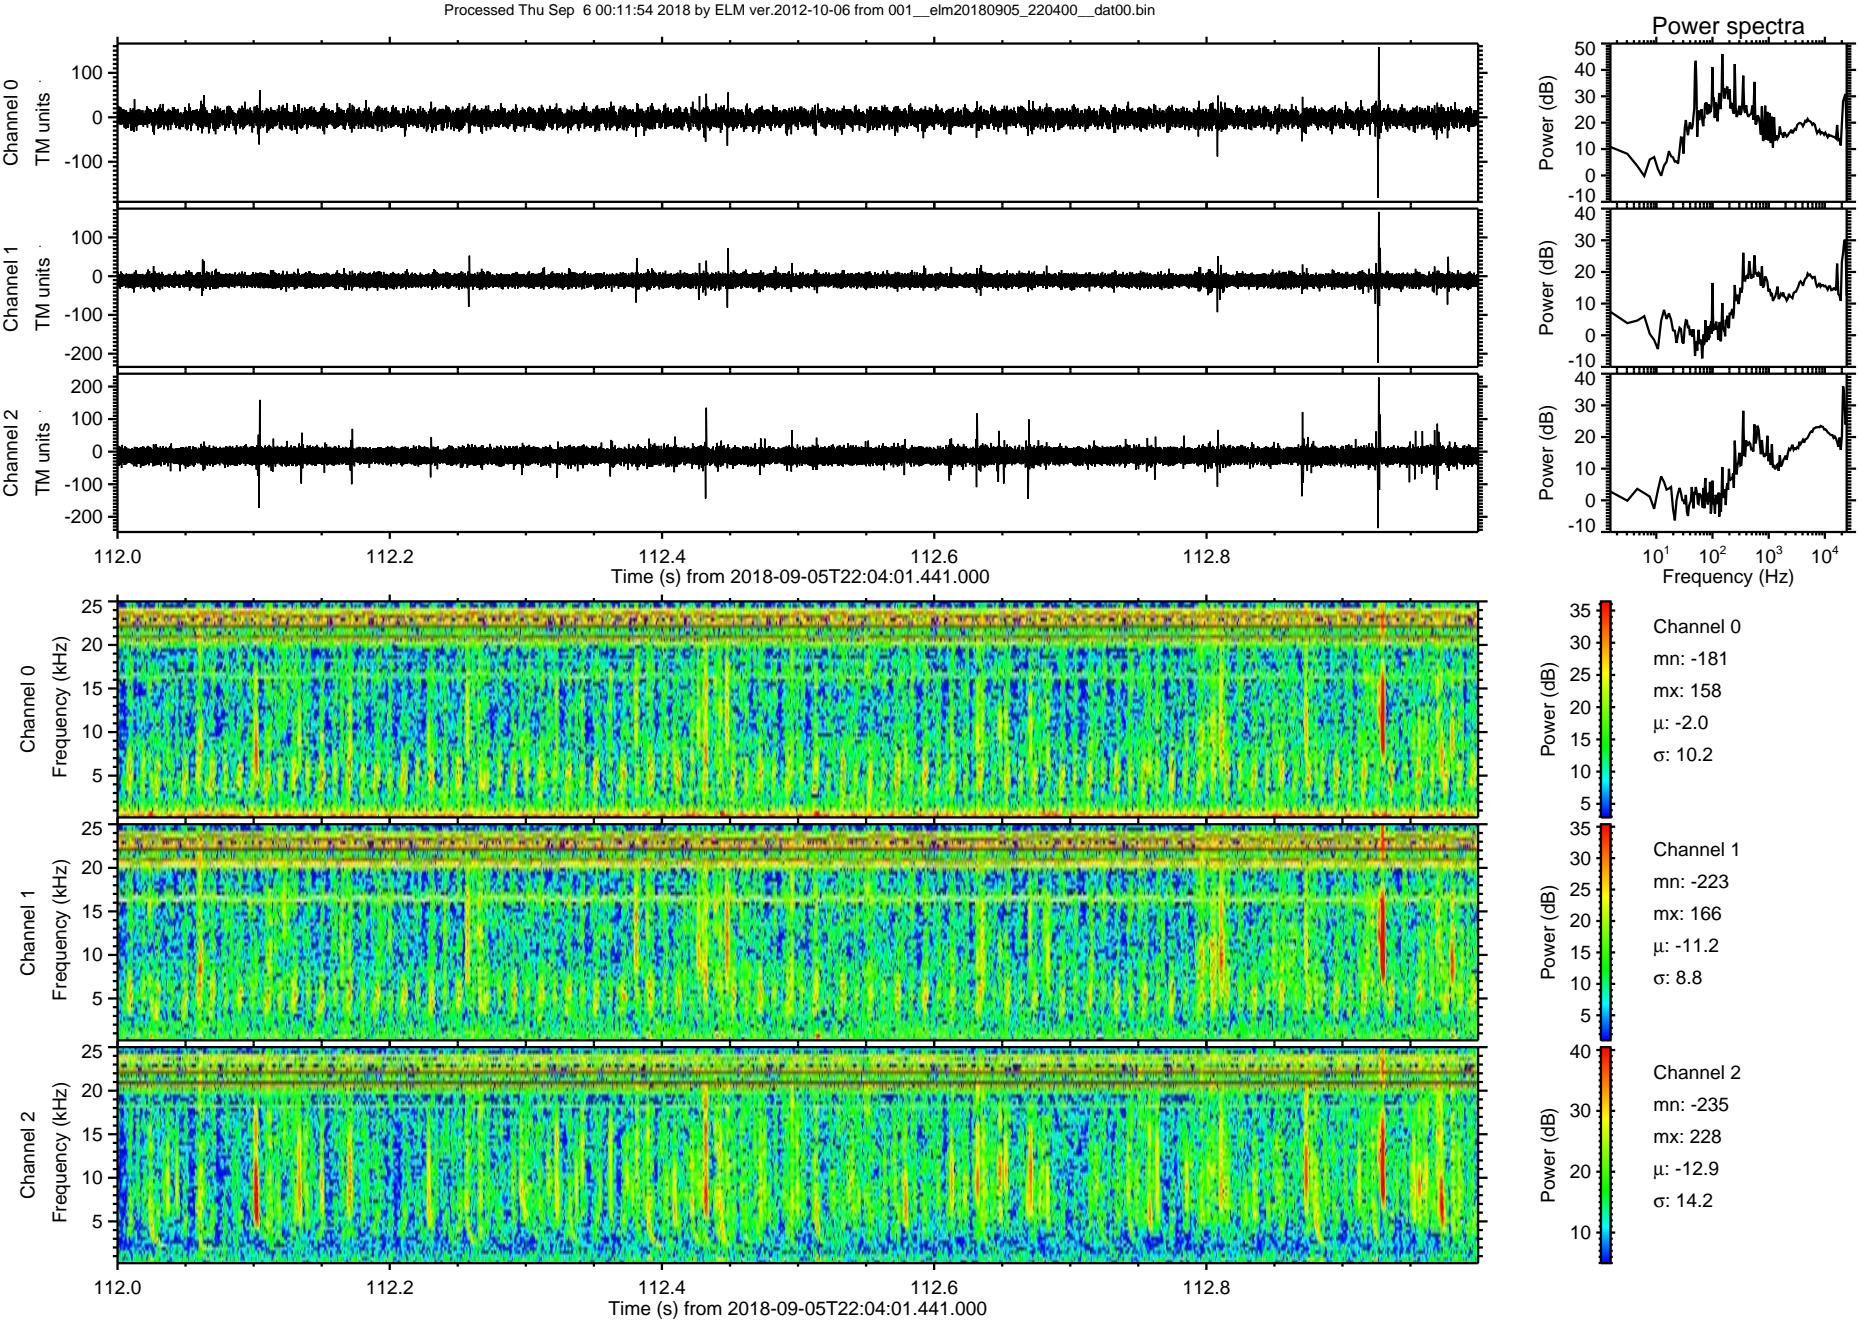 Processed Thu Sep  6 00:11:54 2018 by ELM ver.2012-10-06 from 001__elm20180905_220400__dat00.bin
Power spectra
Channel 0
TM units
100
0
-100
Power (dB)
50
40
30
20
10
0
-10
Channel 1
TM units
100
0
-100
-200
Power (dB)
40
30
20
10
0
-10
Channel 2
TM units
200
100
0
-100
-200
Power (dB)
40
30
20
10
0
-10
112.0 112.2 112.4 112.6 112.8
Time (s) from 2018-09-05T22:04:01.441.000
10^1 10^2 10^3 10^4
Frequency (Hz)
Channel 0
Frequency (kHz)
25
20
15
10
5
Power (dB)
35
30
25
20
15
10
5
Channel 0
mn: -181
mx: 158
μ: -2.0
σ: 10.2
Channel 1
Frequency (kHz)
25
20
15
10
5
Power (dB)
35
30
25
20
15
10
5
Channel 1
mn: -223
mx: 166
μ: -11.2
σ: 8.8
Channel 2
Frequency (kHz)
25
20
15
10
5
Power (dB)
40
30
20
10
Channel 2
mn: -235
mx: 228
μ: -12.9
σ: 14.2
112.0 112.2 112.4 112.6 112.8
Time (s) from 2018-09-05T22:04:01.441.000